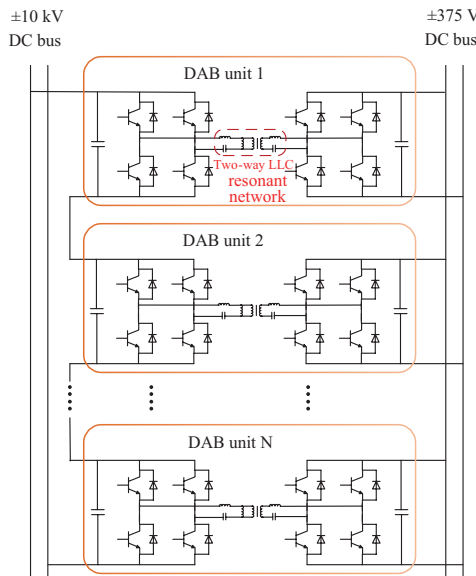 ±10 kV
DC bus
±375 V
DC bus
DAB unit 1
Two-way LLC
resonant
network
DAB unit 2
DAB unit N